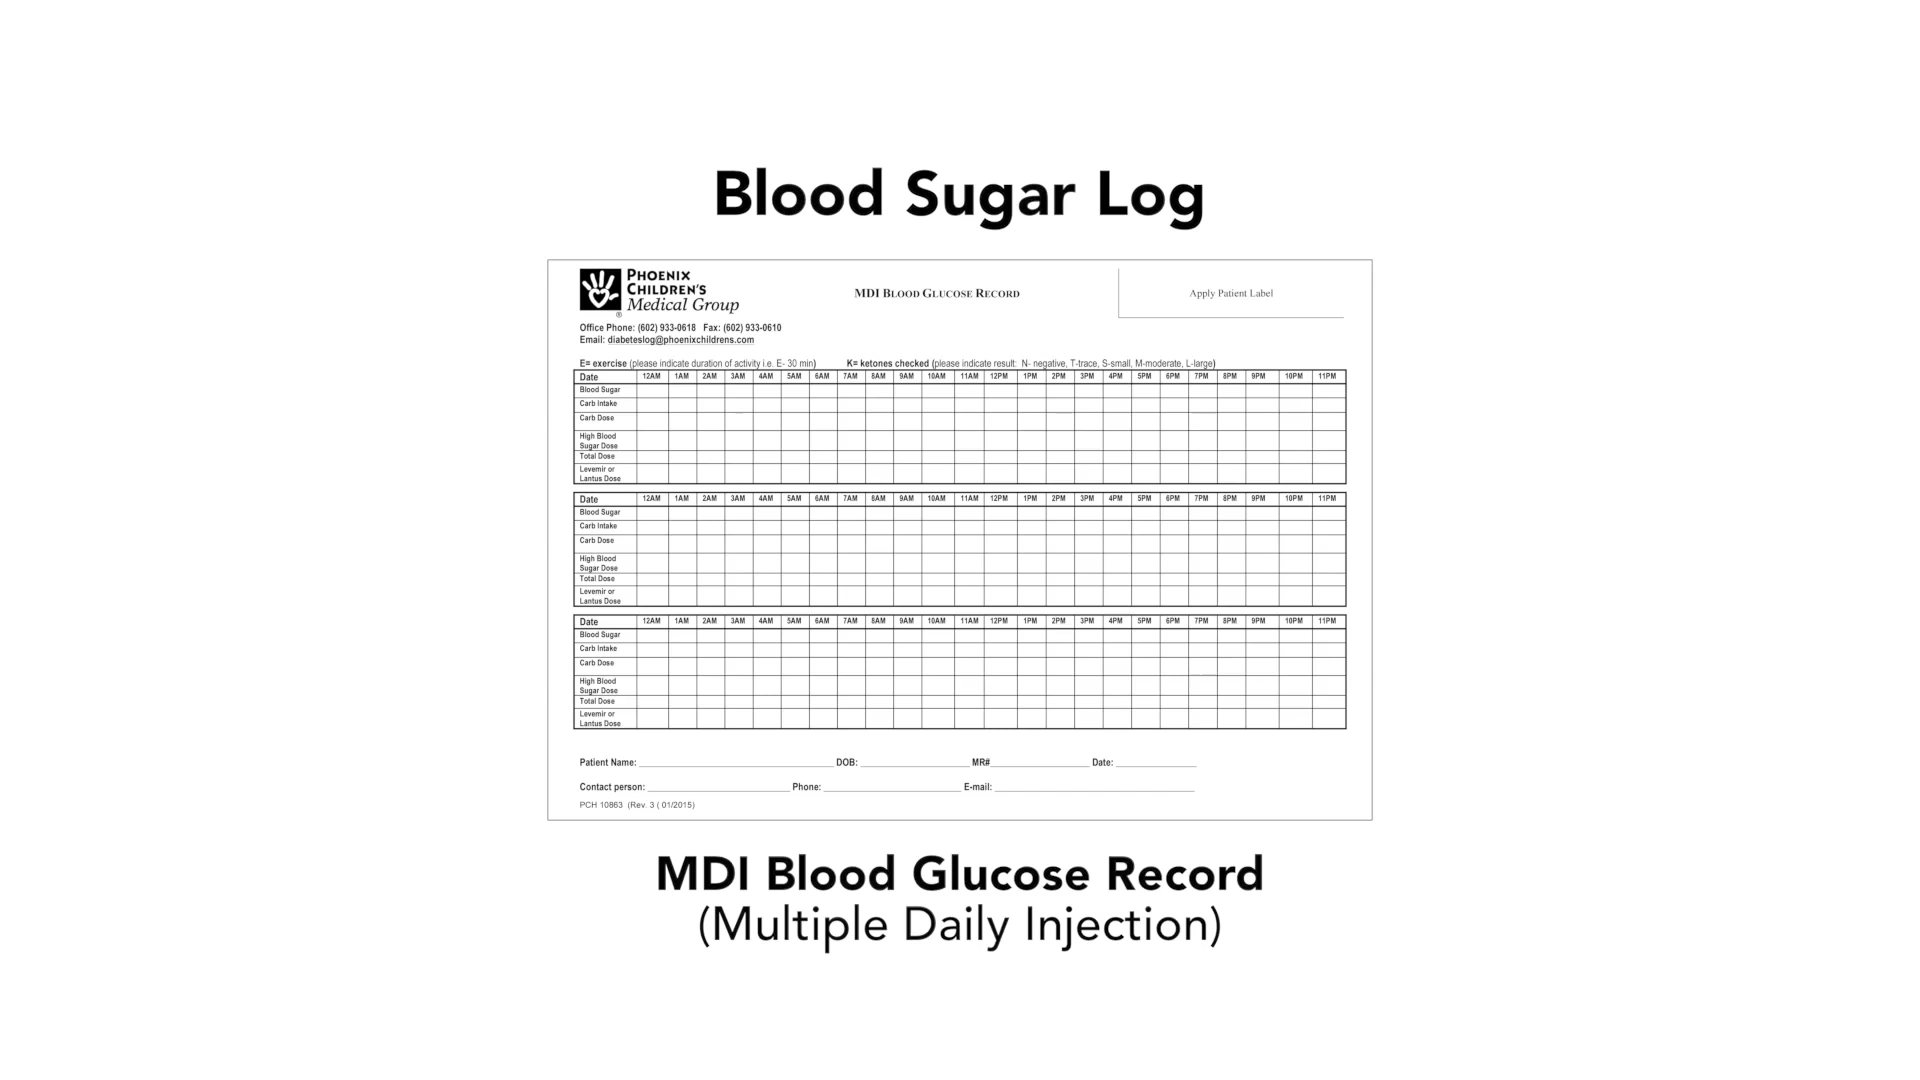 Blood Sugar Log
PHOENIX
CHILDREN'S
Medical Group
®
MDI BLOOD GLUCOSE RECORD
Apply Patient Label
Office Phone: (602) 933-0618 Fax: (602) 933-0610
Email: diabeteslog@phoenixchildrens.com
E= exercise (please indicate duration of activity i.e. E- 30 min) K= ketones checked (please indicate result: N- negative, T-trace, S-small, M-moderate, L-large)
Date 12AM 1AM 2AM 3AM 4AM 5AM 6AM 7AM 8AM 9AM 10AM 11AM 12PM 1PM 2PM 3PM 4PM 5PM 6PM 7PM 8PM 9PM 10PM 11PM
Blood Sugar
Carb Intake
Carb Dose
High Blood
Sugar Dose
Total Dose
Levemir or
Lantus Dose
Date 12AM 1AM 2AM 3AM 4AM 5AM 6AM 7AM 8AM 9AM 10AM 11AM 12PM 1PM 2PM 3PM 4PM 5PM 6PM 7PM 8PM 9PM 10PM 11PM
Blood Sugar
Carb Intake
Carb Dose
High Blood
Sugar Dose
Total Dose
Levemir or
Lantus Dose
Date 12AM 1AM 2AM 3AM 4AM 5AM 6AM 7AM 8AM 9AM 10AM 11AM 12PM 1PM 2PM 3PM 4PM 5PM 6PM 7PM 8PM 9PM 10PM 11PM
Blood Sugar
Carb Intake
Carb Dose
High Blood
Sugar Dose
Total Dose
Levemir or
Lantus Dose
Patient Name: ____ DOB: ____ MR#____ Date: ____
Contact person: ____ Phone: ____ E-mail: ____
PCH 10863 (Rev. 3 ( 01/2015)
MDI Blood Glucose Record
(Multiple Daily Injection)